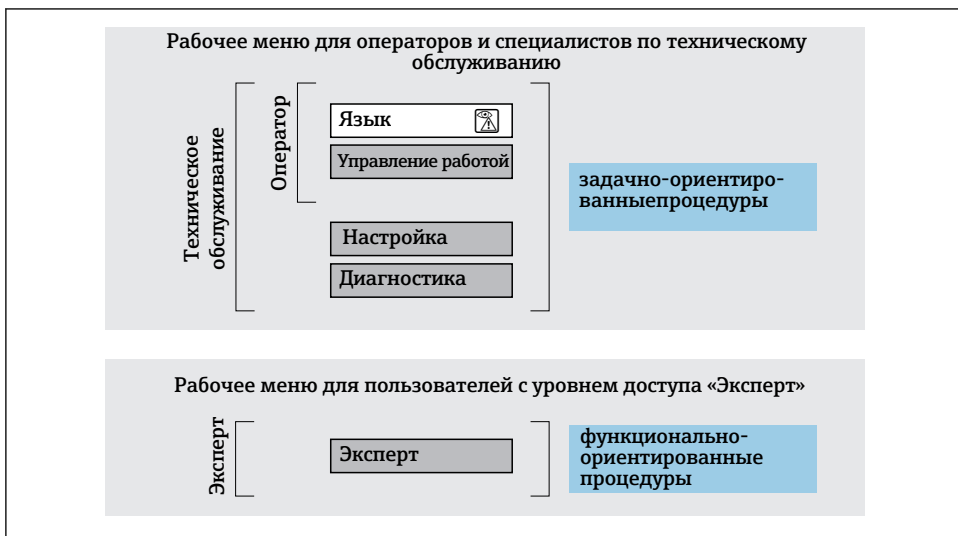 Рабочее меню для операторов и специалистов по техническому
обслуживанию
Техническое
обслуживание
Оператор
Язык
Управление работой
Настройка
Диагностика
задачно-ориентиро-
ванныепроцедуры
Рабочее меню для пользователей с уровнем доступа «Эксперт»
Эксперт
Эксперт
функционально-
ориентированные
процедуры